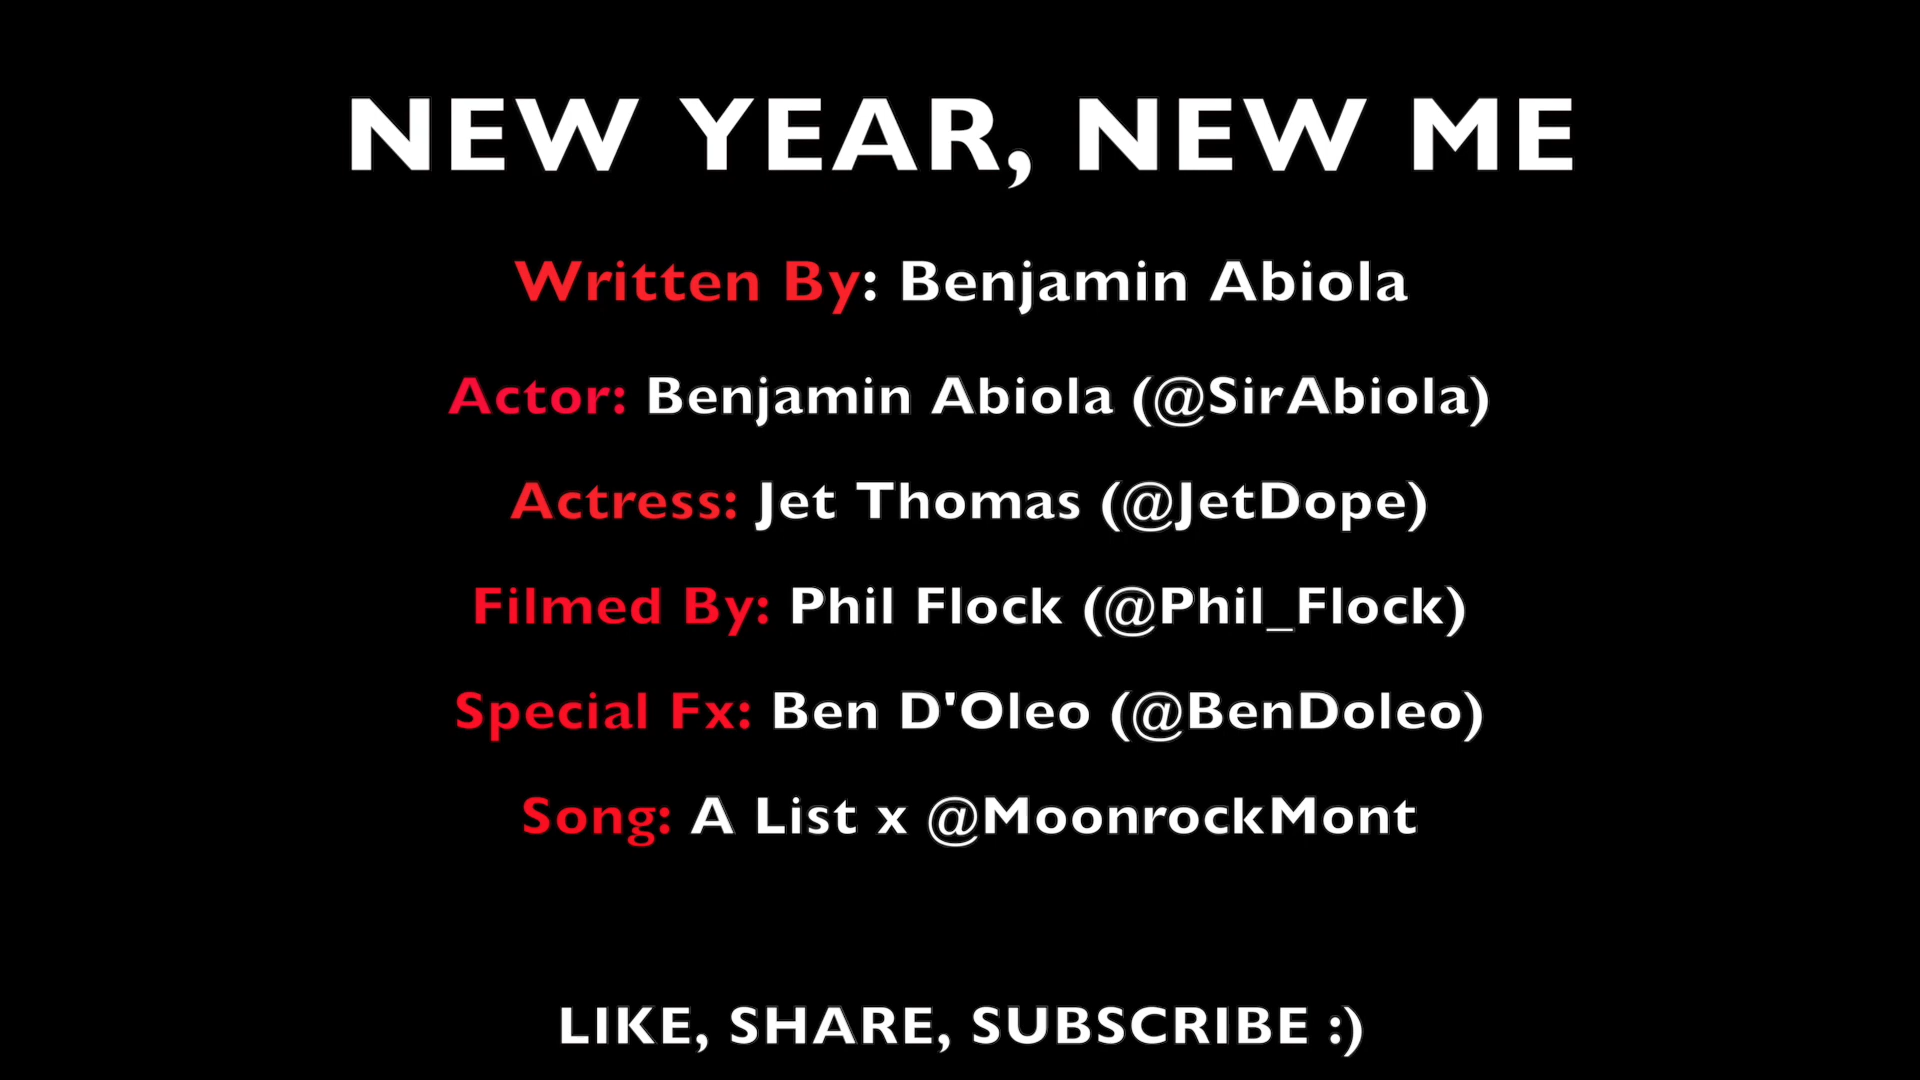 NEW YEAR, NEW ME
Written By: Benjamin Abiola
Actor: Benjamin Abiola (@SirAbiola)
Actress: Jet Thomas (@JetDope)
Filmed By: Phil Flock (@Phil_Flock)
Special Fx: Ben D'Oleo (@BenDoleo)
Song: A List x @MoonrockMont
LIKE, SHARE, SUBSCRIBE :)